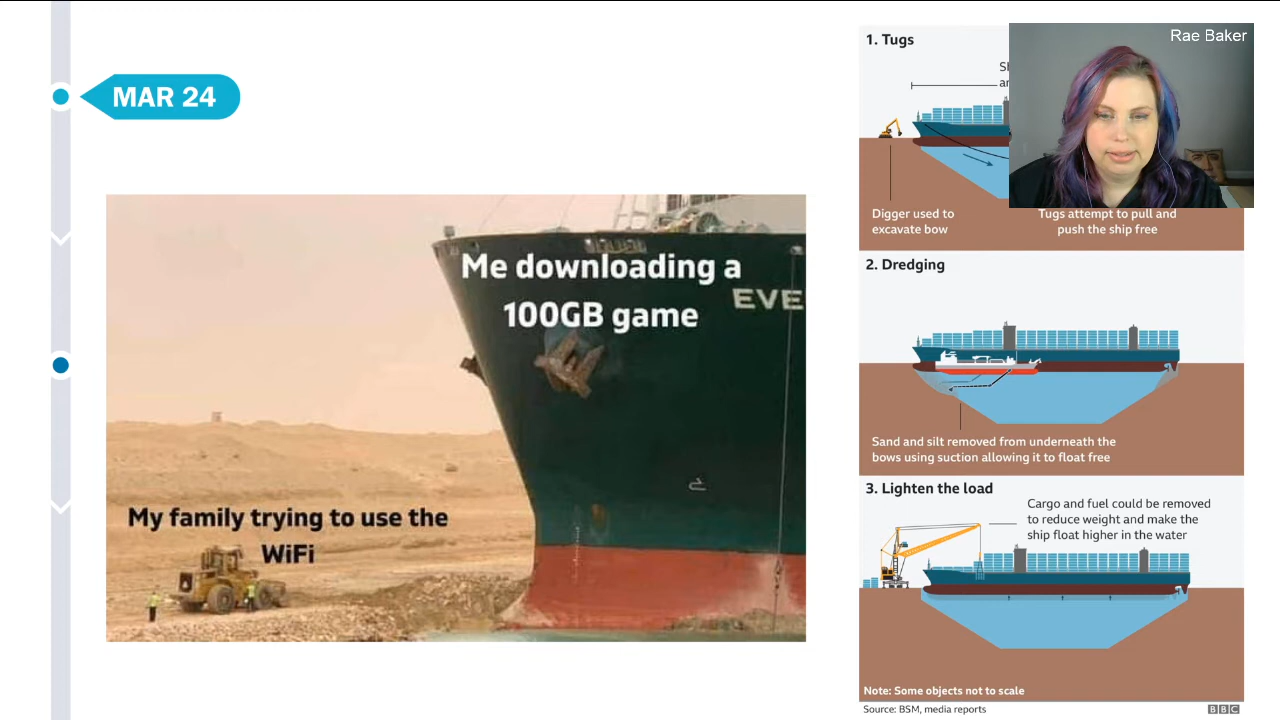 MAR 24
Me downloading a
100GB game
EVE
My family trying to use the
WiFi
1. Tugs
Digger used to
excavate bow
Tugs attempt to pull and
push the ship free
Rae Baker
2. Dredging
Sand and silt removed from underneath the
bows using suction allowing it to float free
3. Lighten the load
Cargo and fuel could be removed
to reduce weight and make the
ship float higher in the water
Note: Some objects not to scale
Source: BSM, media reports
BBC